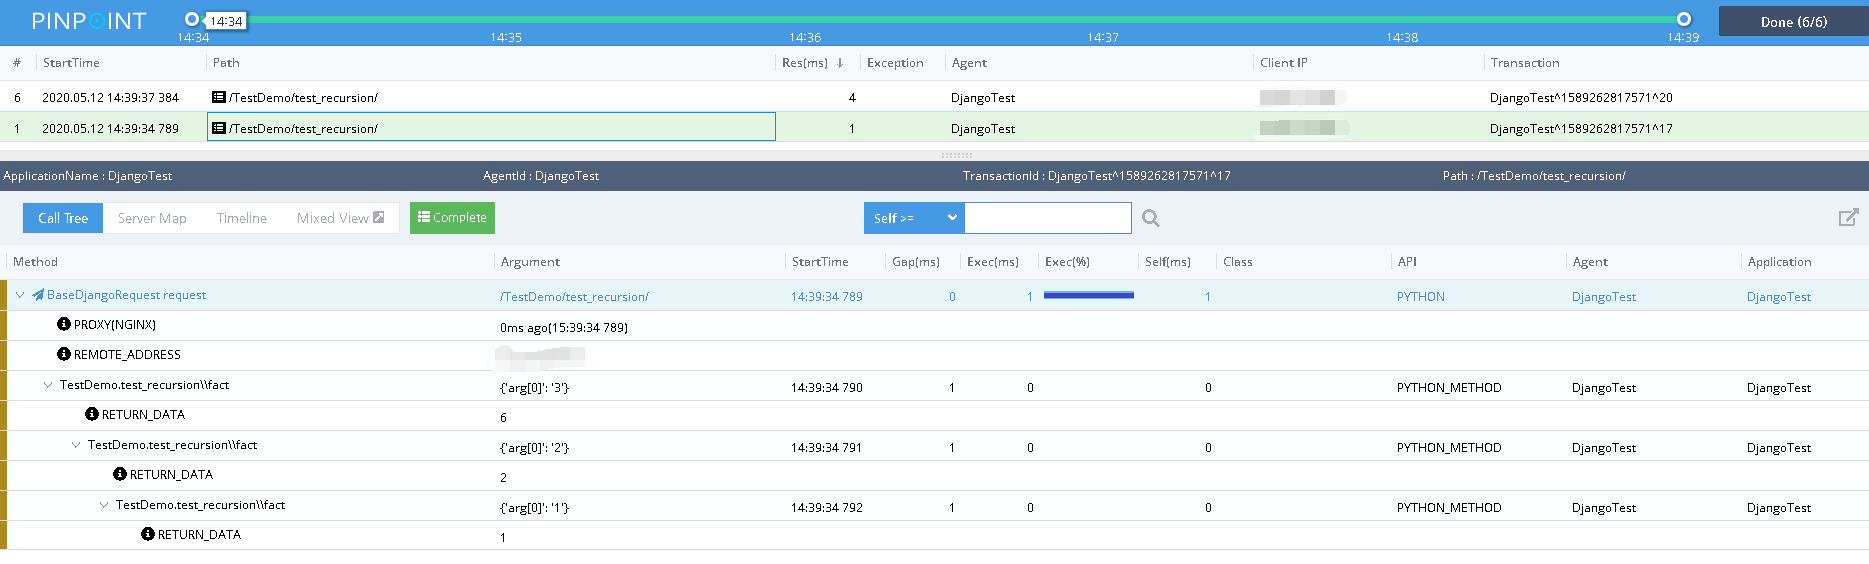 PINPOINT
14:34
Done (6/6)
14:34 14:35 14:36 14:37 14:38 14:39
# StartTime Path Res(ms) ↓ Exception Agent Client IP Transaction
6 2020.05.12 14:39:37 384 /TestDemo/test_recursion/ 4 DjangoTest DjangoTest^1589262817571^20
1 2020.05.12 14:39:34 789 /TestDemo/test_recursion/ 1 DjangoTest DjangoTest^1589262817571^17
ApplicationName : DjangoTest AgentId : DjangoTest TransactionId : DjangoTest^1589262817571^17 Path : /TestDemo/test_recursion/
Call Tree Server Map Timeline Mixed View Complete Self >=
Method Argument StartTime Gap(ms) Exec(ms) Exec(%) Self(ms) Class API Agent Application
BaseDjangoRequest request /TestDemo/test_recursion/ 14:39:34 789 0 1 1 PYTHON DjangoTest DjangoTest
PROXY(NGINX) 0ms ago(15:39:34 789)
REMOTE_ADDRESS
TestDemo.test_recursion\\fact {'arg[0]': '3'} 14:39:34 790 1 0 0 PYTHON_METHOD DjangoTest DjangoTest
RETURN_DATA 6
TestDemo.test_recursion\\fact {'arg[0]': '2'} 14:39:34 791 1 0 0 PYTHON_METHOD DjangoTest DjangoTest
RETURN_DATA 2
TestDemo.test_recursion\\fact {'arg[0]': '1'} 14:39:34 792 1 0 0 PYTHON_METHOD DjangoTest DjangoTest
RETURN_DATA 1